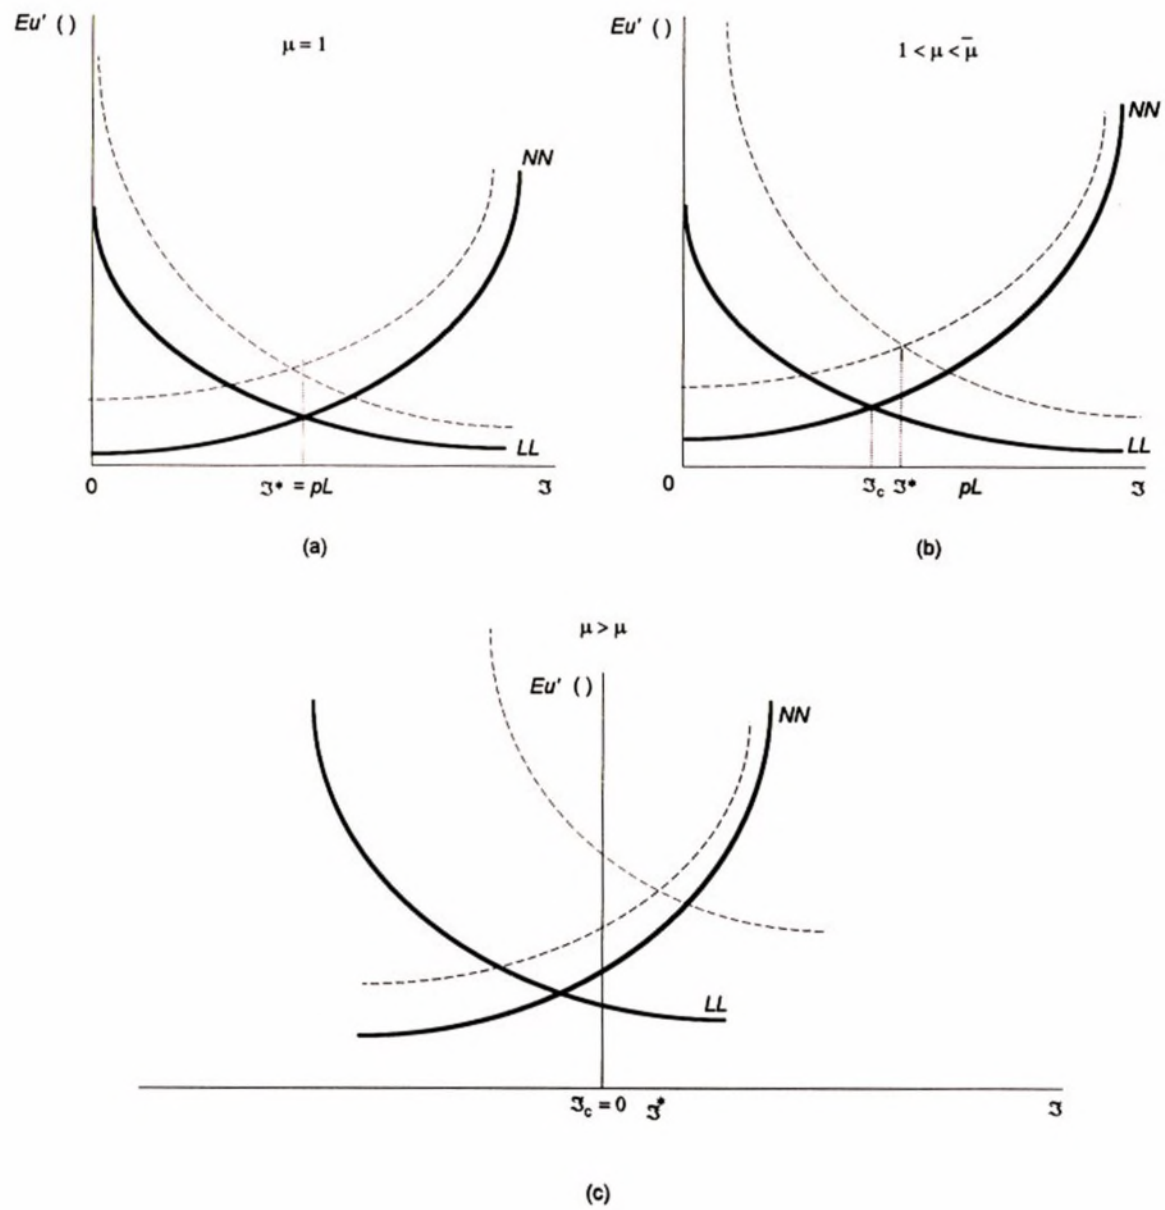 Eu' ( )
μ = 1
NN
LL
0
ℑ* = pL
ℑ
(a)
Eu' ( )
1 < μ < μ̅
NN
LL
0
ℑc ℑ*
pL
ℑ
(b)
μ > μ
Eu' ( )
NN
LL
ℑc = 0
ℑ*
ℑ
(c)